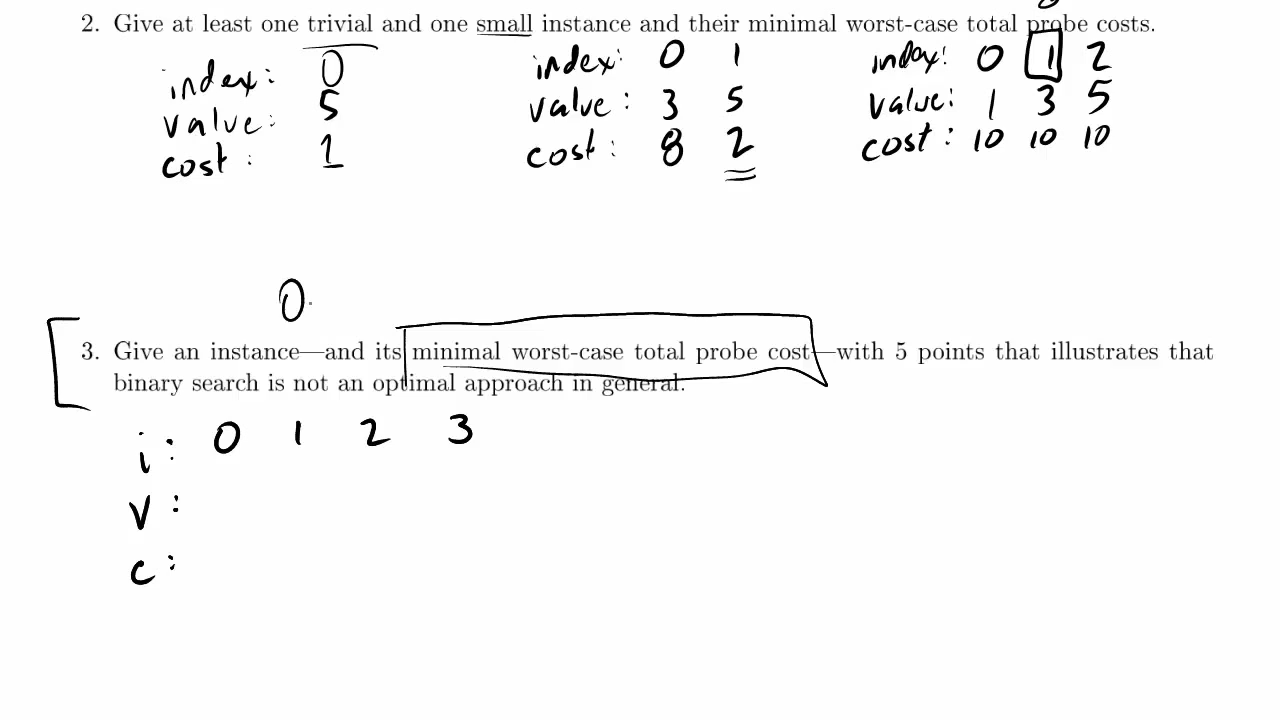 2. Give at least one trivial and one small instance and their minimal worst-case total probe costs.
index: 0
value: 5
cost: 1
index: 0 1
value: 3 5
cost: 8 2
index: 0 1 2
value: 1 3 5
cost: 10 10 10
0
3. Give an instance—and its minimal worst-case total probe cost—with 5 points that illustrates that
binary search is not an optimal approach in general.
i: 0 1 2 3
v:
c: